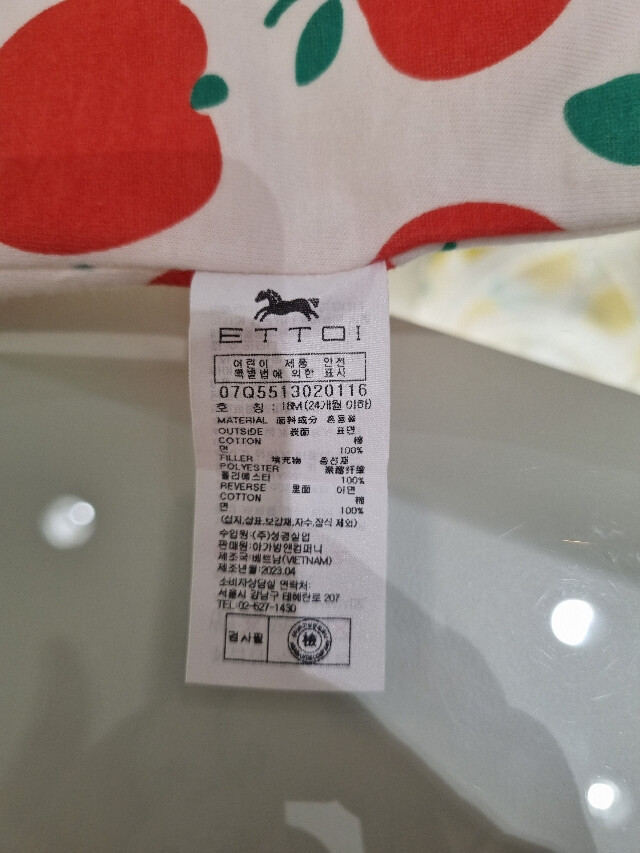 ETTOI
어린이 제품 안전
특별법에 의한 표시
07Q5513020116
호 칭 : 18M(24개월 이하)
MATERIAL 面料成分 혼용률
OUTSIDE 表面 표면
COTTON 棉
면 100%
FILLER 填充物 충전재
POLYESTER 聚酯纤维
폴리에스터 100%
REVERSE 里面 이면
COTTON 棉
면 100%
(심지,상표,보강재,자수,장식 제외)
수입원:(주)성경실업
판매원:아가방앤컴퍼니
제조국:베트남(VIETNAM)
제조년월:2023.04
소비자상담실 연락처:
서울시 강남구 테헤란로 207
TEL 02-527-1430
검사필
檢